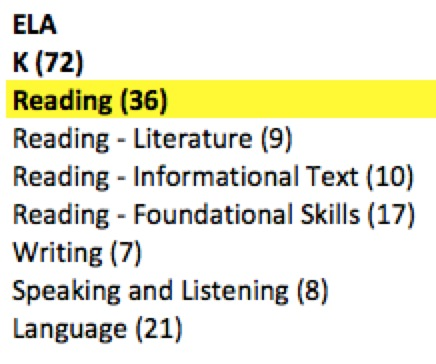 ELA
K (72)
Reading (36)
Reading - Literature (9)
Reading - Informational Text (10)
Reading - Foundational Skills (17)
Writing (7)
Speaking and Listening (8)
Language (21)